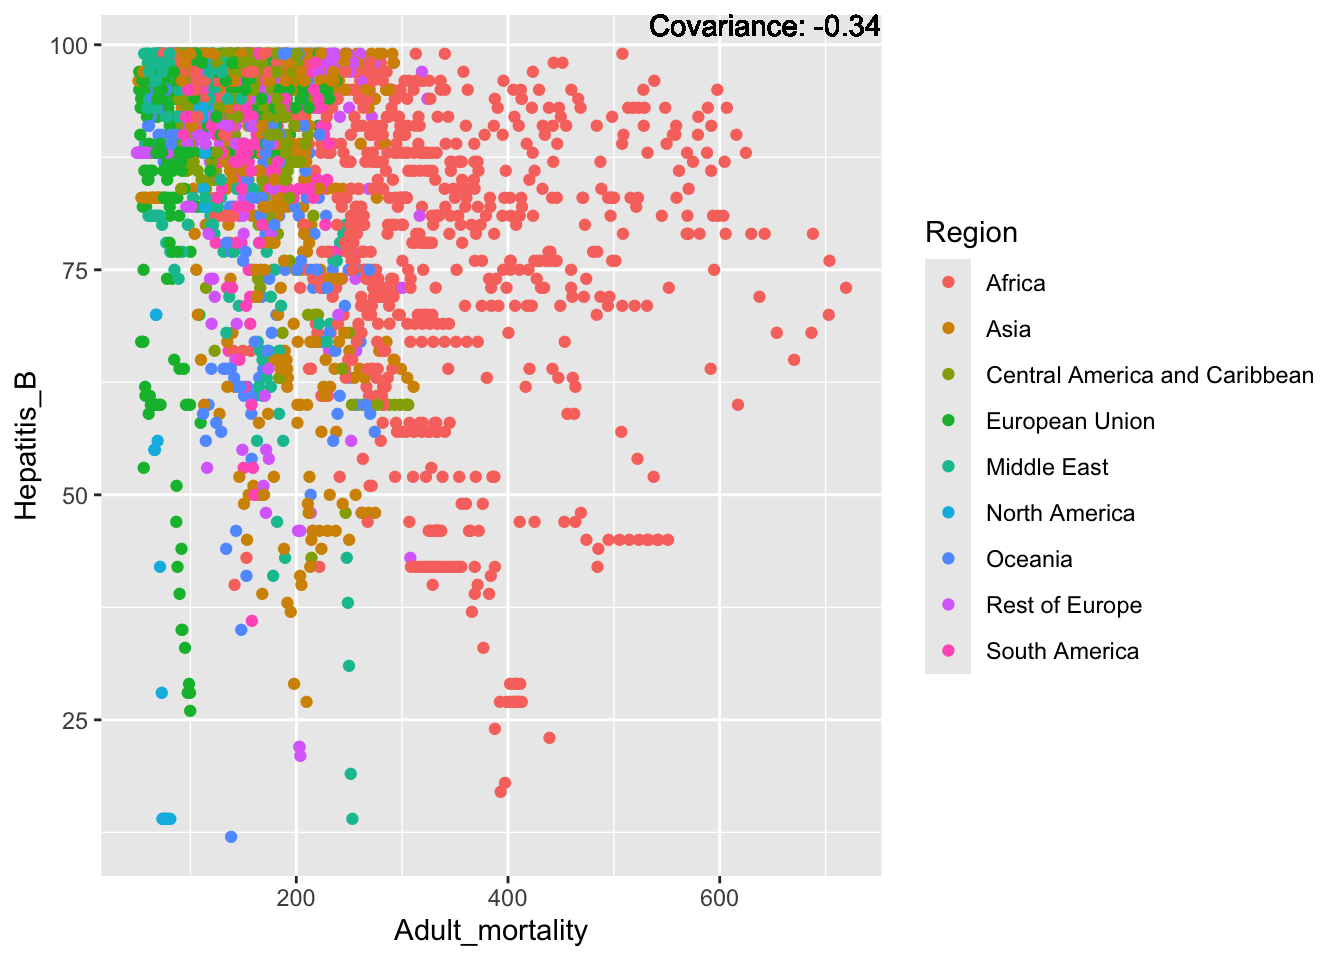 Covariance: -0.34
100
75
50
25
Hepatitis_B
200
400
600
Adult_mortality
Region
Africa
Asia
Central America and Caribbean
European Union
Middle East
North America
Oceania
Rest of Europe
South America